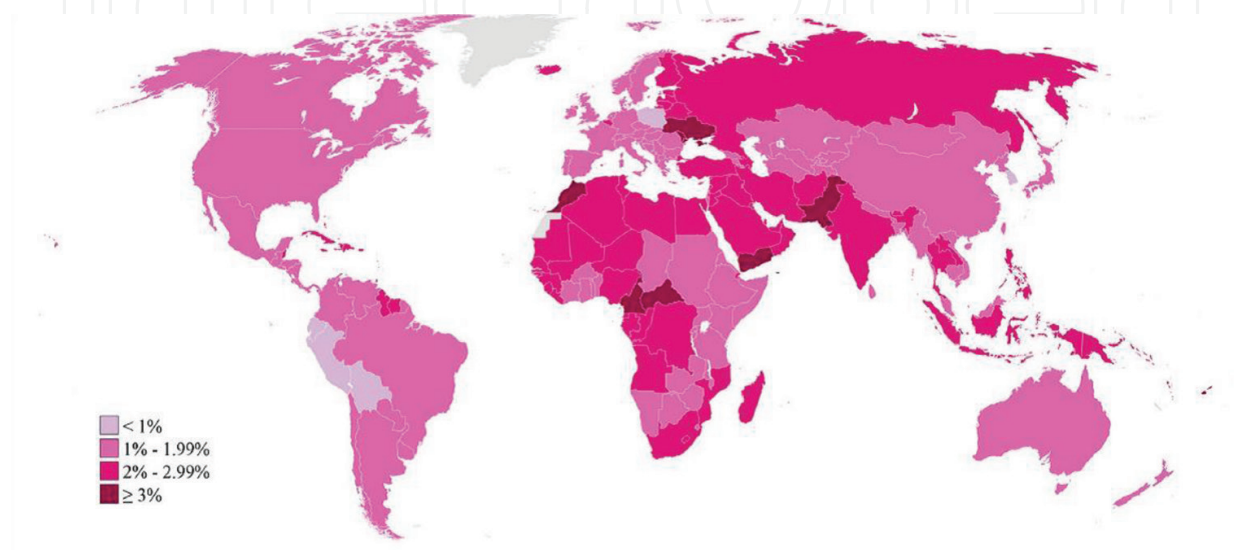 < 1%
1% - 1.99%
2% - 2.99%
≥ 3%